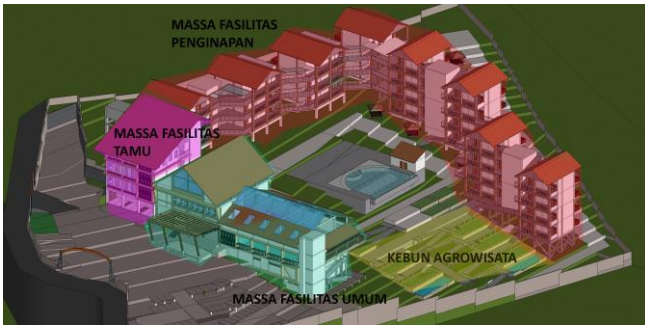 MASSA FASILITAS
PENGINAPAN
MASSA FASILITAS
TAMU
KEBUN AGROWISATA
MASSA FASILITAS UMUM